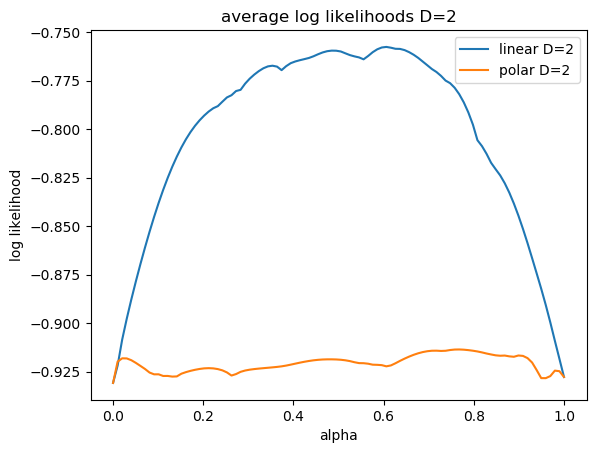 average log likelihoods D=2
linear D=2
polar D=2
log likelihood
−0.750
−0.775
−0.800
−0.825
−0.850
−0.875
−0.900
−0.925
0.0 0.2 0.4 0.6 0.8 1.0
alpha